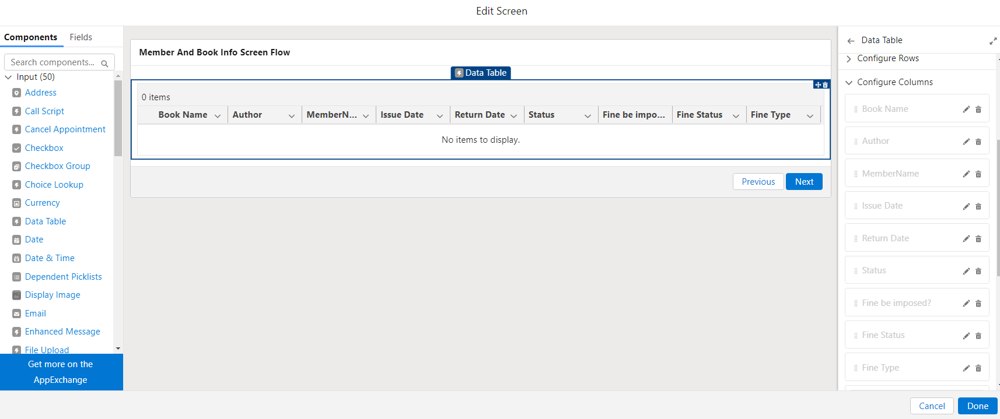 Edit Screen
Components Fields
Search components...
Input (50)
Address
Call Script
Cancel Appointment
Checkbox
Checkbox Group
Choice Lookup
Currency
Data Table
Date
Date & Time
Dependent Picklists
Display Image
Email
Enhanced Message
File Upload
Get more on the
AppExchange
Member And Book Info Screen Flow
Data Table
0 items
Book Name Author MemberN... Issue Date Return Date Status Fine be impo... Fine Status Fine Type
No items to display.
Previous Next
Data Table
Configure Rows
Configure Columns
Book Name
Author
MemberName
Issue Date
Return Date
Status
Fine be imposed?
Fine Status
Fine Type
Cancel Done